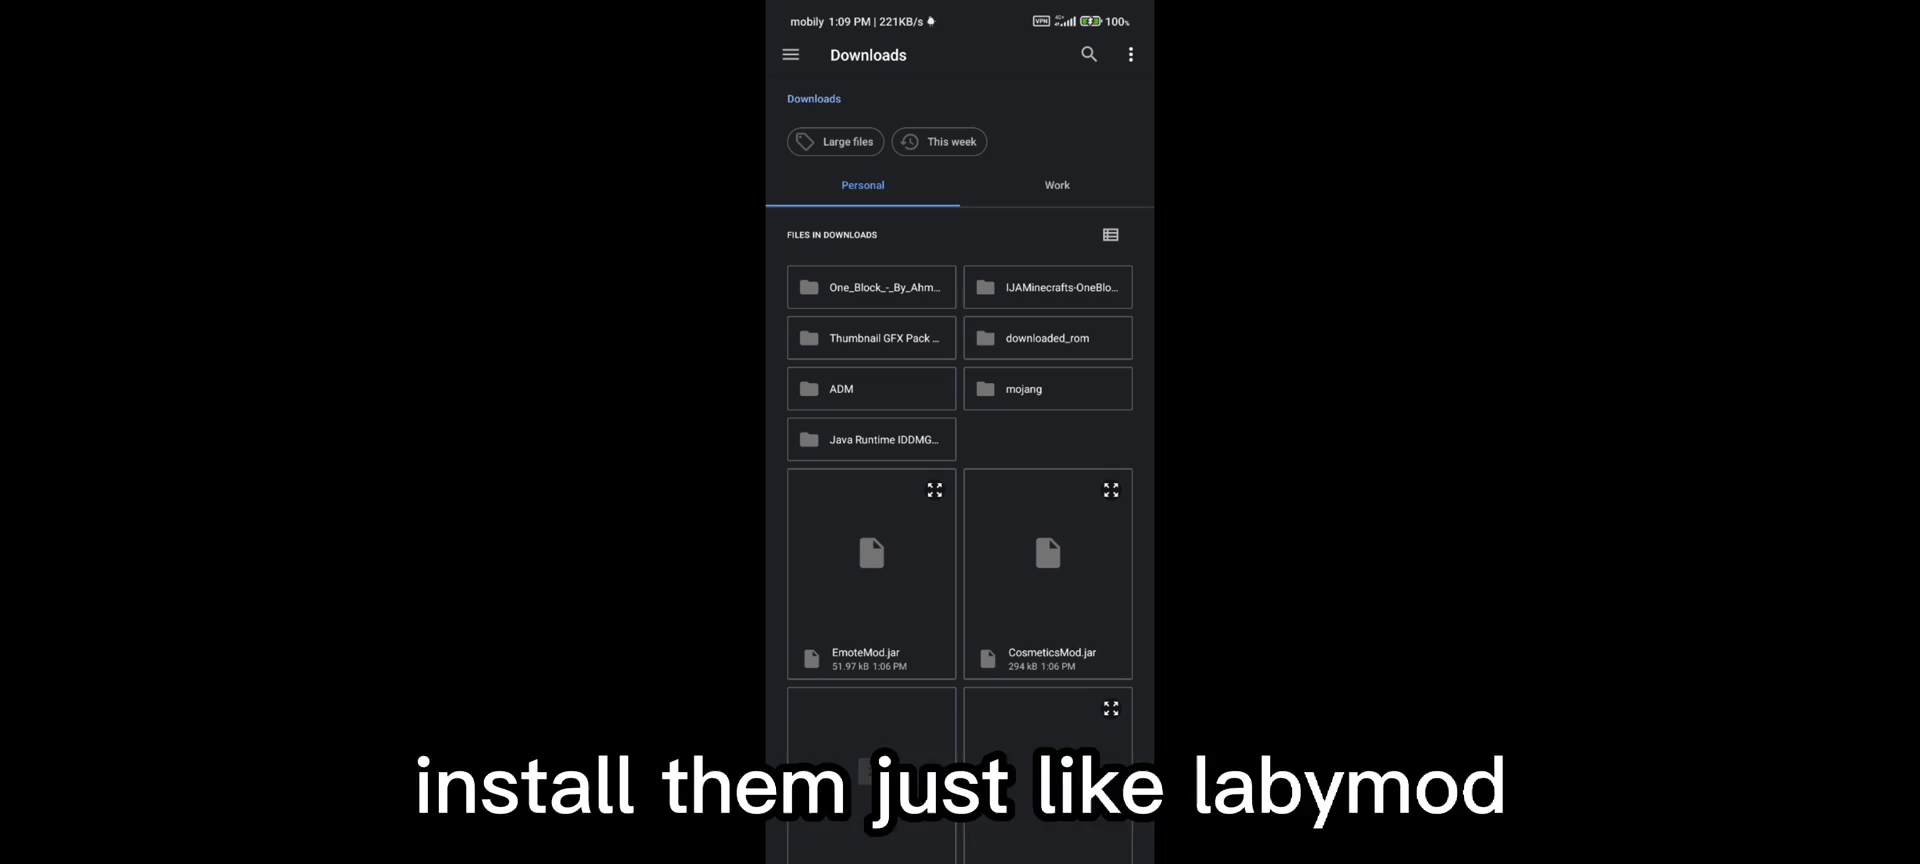 mobily 1:09 PM | 221KB/s
VPN 4G+ 100%
Downloads
Downloads
Large files
This week
Personal
Work
FILES IN DOWNLOADS
One_Block_-_By_Ahm...
IJAMinecrafts-OneBlo...
Thumbnail GFX Pack ...
downloaded_rom
ADM
mojang
Java Runtime IDDMG...
EmoteMod.jar
51.97 kB 1:06 PM
CosmeticsMod.jar
294 kB 1:06 PM
install them just like labymod